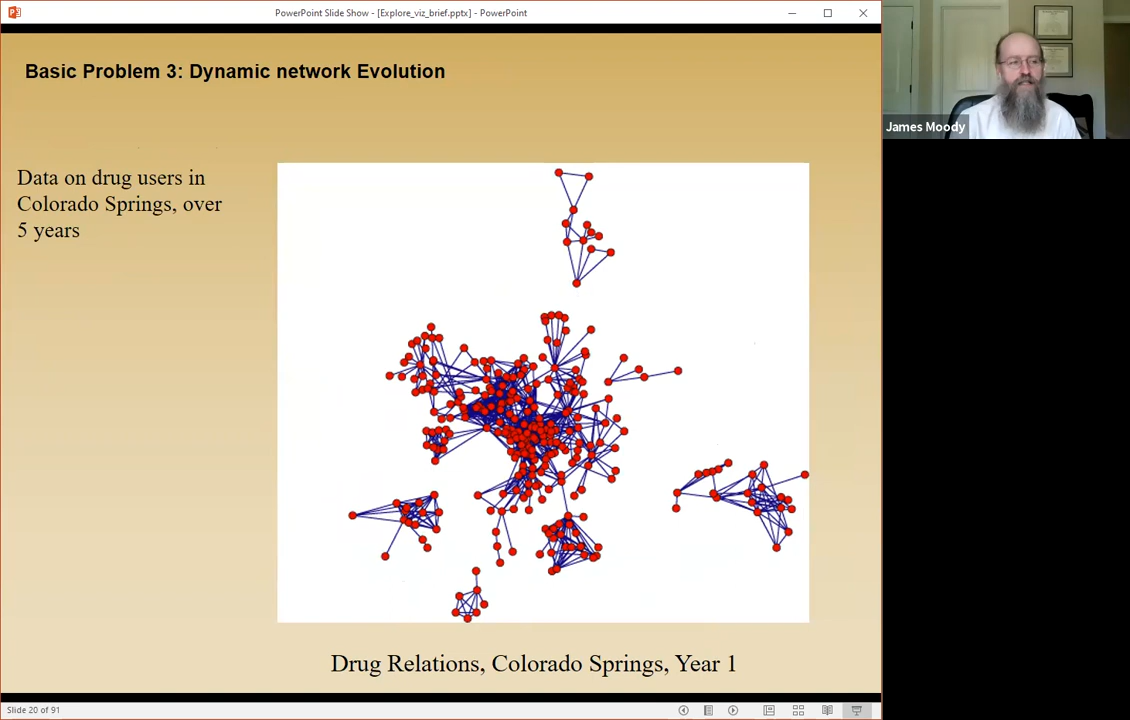 PowerPoint Slide Show - [Explore_viz_brief.pptx] - PowerPoint
Basic Problem 3: Dynamic network Evolution
James Moody
Data on drug users in
Colorado Springs, over
5 years
Drug Relations, Colorado Springs, Year 1
Slide 20 of 91